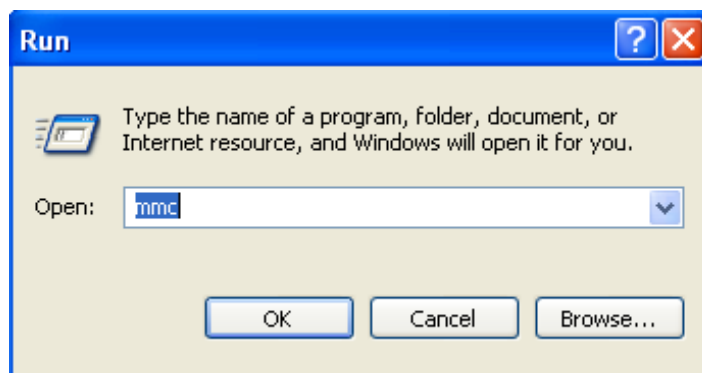 Run
Type the name of a program, folder, document, or
Internet resource, and Windows will open it for you.
Open: mmc
OK Cancel Browse...